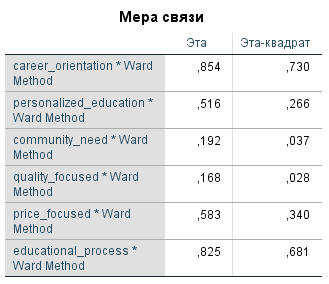 Мера связи
Эта Эта-квадрат
career_orientation * Ward ,854 ,730
Method
personalized_education * ,516 ,266
Ward Method
community_need * Ward ,192 ,037
Method
quality_focused * Ward ,168 ,028
Method
price_focused * Ward ,583 ,340
Method
educational_process * ,825 ,681
Ward Method